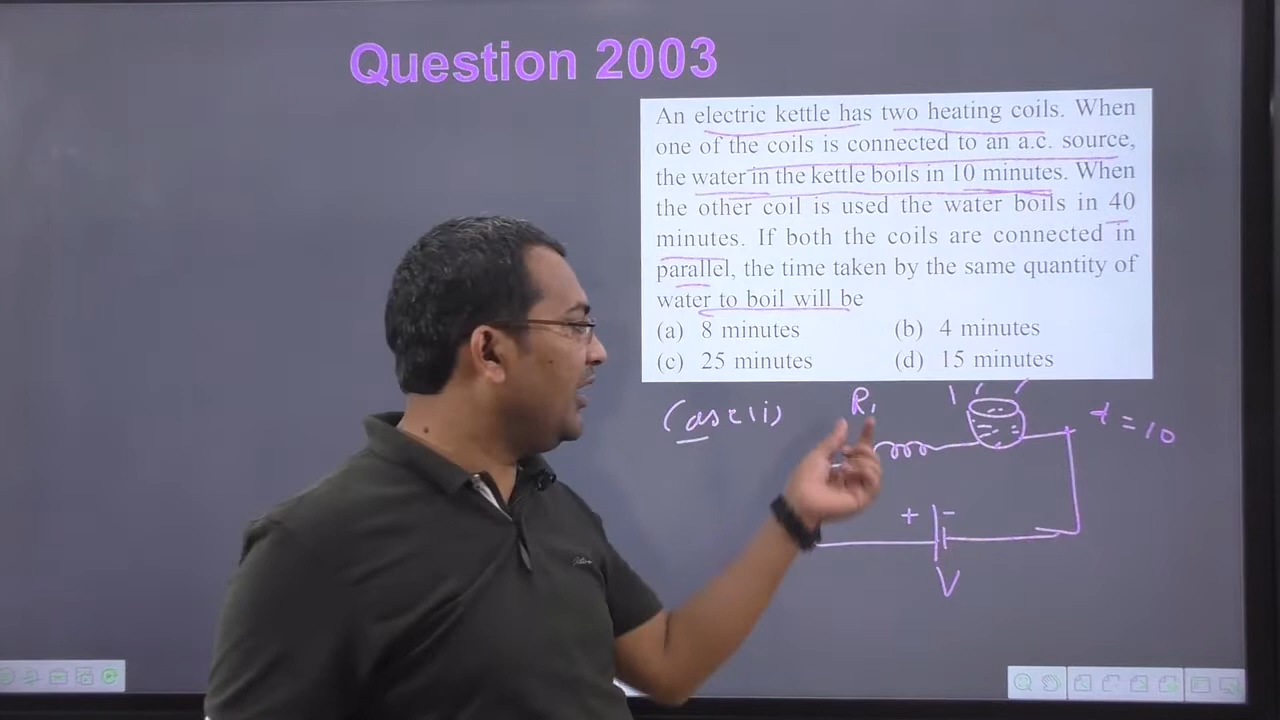 Question 2003
An electric kettle has two heating coils. When
one of the coils is connected to an a.c. source,
the water in the kettle boils in 10 minutes. When
the other coil is used the water boils in 40
minutes. If both the coils are connected in
parallel, the time taken by the same quantity of
water to boil will be
(a) 8 minutes (b) 4 minutes
(c) 25 minutes (d) 15 minutes
Case(i) R₁ t = 10
+ -
V